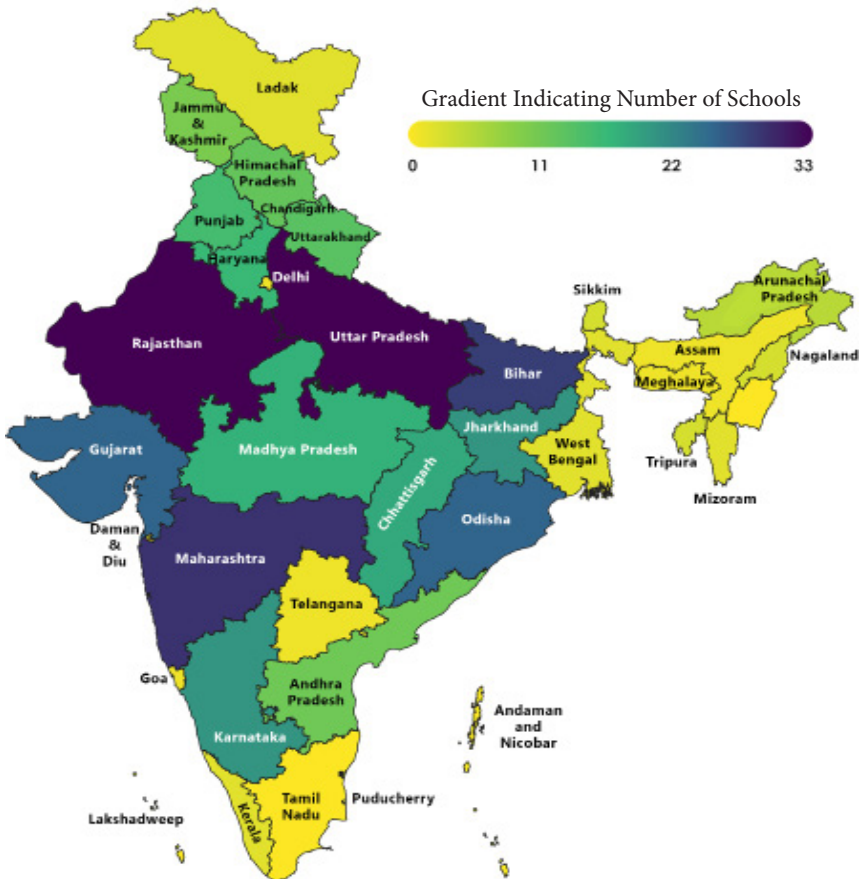 Ladak
Gradient Indicating Number of Schools
0 11 22 33
Jammu
&
Kashmir
Himachal
Pradesh
Chandigarh
Punjab
Uttarakhand
Haryana
Delhi
Sikkim
Arunachal
Pradesh
Rajasthan
Uttar Pradesh
Assam
Nagaland
Bihar
Meghalaya
Gujarat
Madhya Pradesh
Jharkhand
West
Bengal
Tripura
Mizoram
Chhattisgarh
Odisha
Daman
&
Diu
Maharashtra
Telangana
Goa
Andhra
Pradesh
Andaman
and
Nicobar
Karnataka
Lakshadweep
Kerala
Tamil
Nadu
Puducherry